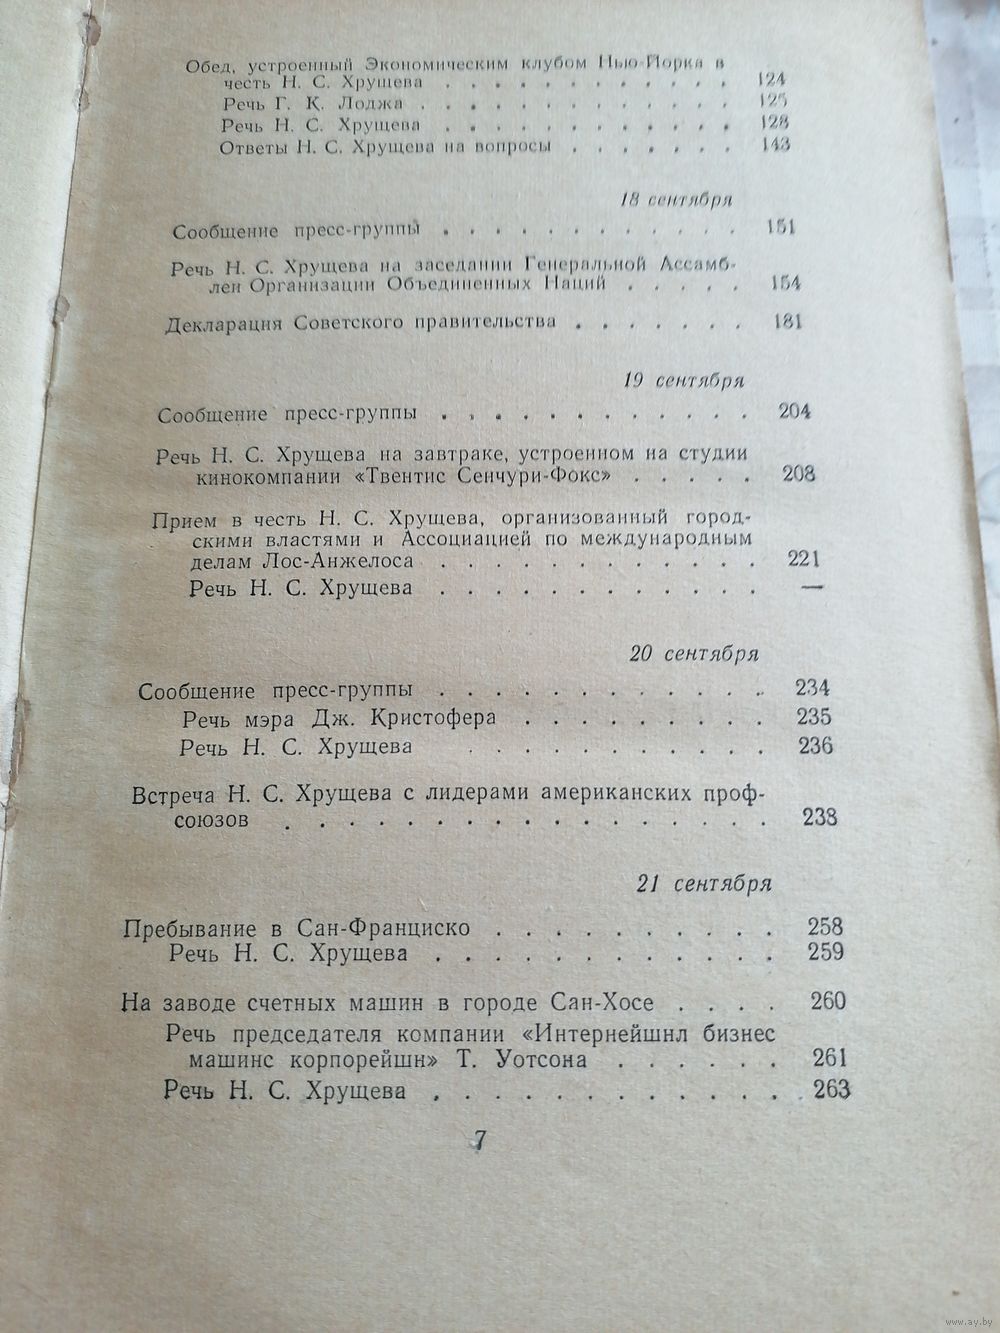 Обед, устроенный Экономическим клубом Нью-Йорка в
честь Н. С. Хрущева . . . . . . . . . . . . 124
Речь Г. К. Лоджа . . . . . . . . . . . . . 125
Речь Н. С. Хрущева . . . . . . . . . . . . 128
Ответы Н. С. Хрущева на вопросы . . . . . . . 143
18 сентября
Сообщение пресс-группы . . . . . . . . . . . . 151
Речь Н. С. Хрущева на заседании Генеральной Ассамб-
леи Организации Объединенных Наций . . . . . 154
Декларация Советского правительства . . . . . . . 181
19 сентября
Сообщение пресс-группы . . . . . . . . . . . . 204
Речь Н. С. Хрущева на завтраке, устроенном на студии
кинокомпании «Твентис Сенчури-Фокс» . . . . . 208
Прием в честь Н. С. Хрущева, организованный город-
скими властями и Ассоциацией по международным
делам Лос-Анжелоса . . . . . . . . . . . . 221
Речь Н. С. Хрущева . . . . . . . . . . . . —
20 сентября
Сообщение пресс-группы . . . . . . . . . . . . 234
Речь мэра Дж. Кристофера . . . . . . . . . 235
Речь Н. С. Хрущева . . . . . . . . . . . 236
Встреча Н. С. Хрущева с лидерами американских проф-
союзов . . . . . . . . . . . . . . . . . 238
21 сентября
Пребывание в Сан-Франциско . . . . . . . . . . 258
Речь Н. С. Хрущева . . . . . . . . . . . . 259
На заводе счетных машин в городе Сан-Хосе . . . . 260
Речь председателя компании «Интернейшнл бизнес
машинс корпорейшн» Т. Уотсона . . . . . . 261
Речь Н. С. Хрущева . . . . . . . . . . . . 263
7
www.ay.by